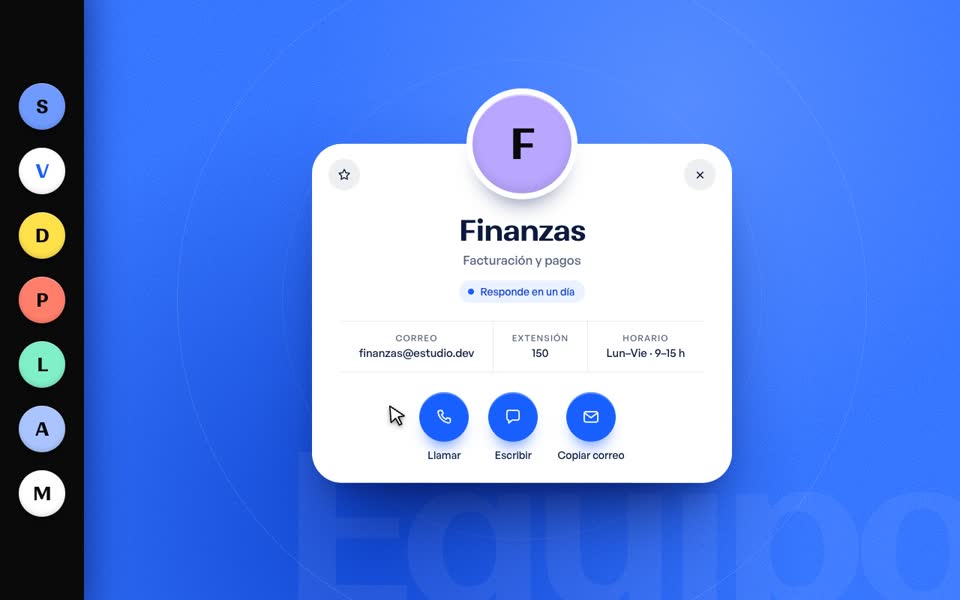 S
V
D
P
L
A
M
F
Finanzas
Facturación y pagos
Responde en un día
CORREO
finanzas@estudio.dev
EXTENSIÓN
150
HORARIO
Lun–Vie · 9–15 h
Llamar
Escribir
Copiar correo
Equipo